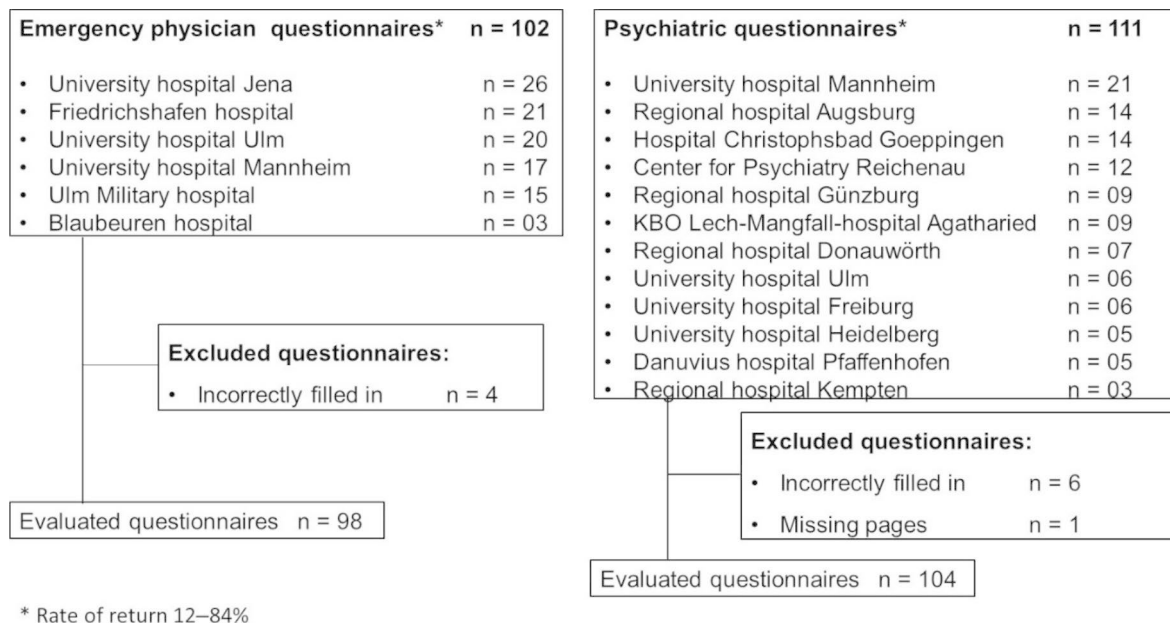 Emergency physician questionnaires* n = 102
• University hospital Jena n = 26
• Friedrichshafen hospital n = 21
• University hospital Ulm n = 20
• University hospital Mannheim n = 17
• Ulm Military hospital n = 15
• Blaubeuren hospital n = 03
Excluded questionnaires:
• Incorrectly filled in n = 4
Evaluated questionnaires n = 98
Psychiatric questionnaires* n = 111
• University hospital Mannheim n = 21
• Regional hospital Augsburg n = 14
• Hospital Christophsbad Goeppingen n = 14
• Center for Psychiatry Reichenau n = 12
• Regional hospital Günzburg n = 09
• KBO Lech-Mangfall-hospital Agatharied n = 09
• Regional hospital Donauwörth n = 07
• University hospital Ulm n = 06
• University hospital Freiburg n = 06
• University hospital Heidelberg n = 05
• Danuvius hospital Pfaffenhofen n = 05
• Regional hospital Kempten n = 03
Excluded questionnaires:
• Incorrectly filled in n = 6
• Missing pages n = 1
Evaluated questionnaires n = 104
* Rate of return 12–84%